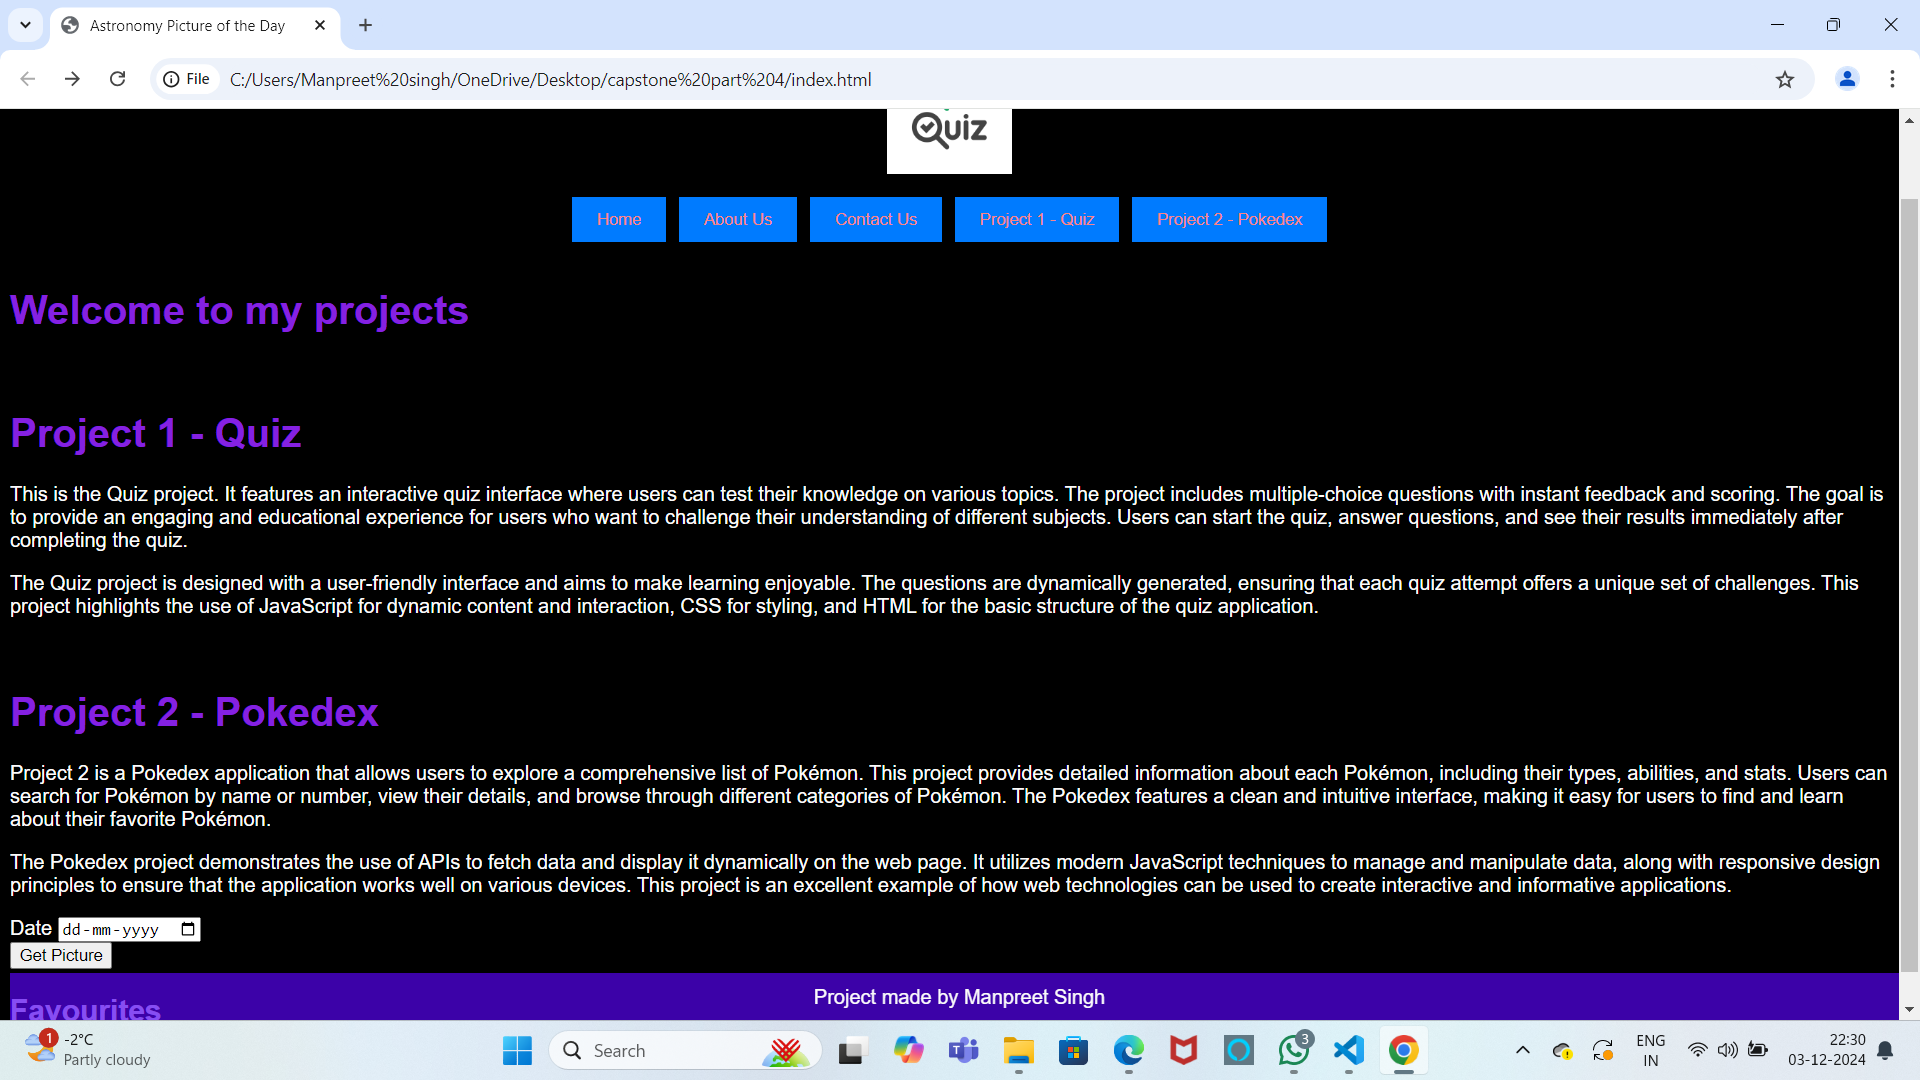 Astronomy Picture of the Day
File
C:/Users/Manpreet%20singh/OneDrive/Desktop/capstone%20part%204/index.html
Quiz
Home
About Us
Contact Us
Project 1 - Quiz
Project 2 - Pokedex
Welcome to my projects
Project 1 - Quiz
This is the Quiz project. It features an interactive quiz interface where users can test their knowledge on various topics. The project includes multiple-choice questions with instant feedback and scoring. The goal is
to provide an engaging and educational experience for users who want to challenge their understanding of different subjects. Users can start the quiz, answer questions, and see their results immediately after
completing the quiz.
The Quiz project is designed with a user-friendly interface and aims to make learning enjoyable. The questions are dynamically generated, ensuring that each quiz attempt offers a unique set of challenges. This
project highlights the use of JavaScript for dynamic content and interaction, CSS for styling, and HTML for the basic structure of the quiz application.
Project 2 - Pokedex
Project 2 is a Pokedex application that allows users to explore a comprehensive list of Pokémon. This project provides detailed information about each Pokémon, including their types, abilities, and stats. Users can
search for Pokémon by name or number, view their details, and browse through different categories of Pokémon. The Pokedex features a clean and intuitive interface, making it easy for users to find and learn
about their favorite Pokémon.
The Pokedex project demonstrates the use of APIs to fetch data and display it dynamically on the web page. It utilizes modern JavaScript techniques to manage and manipulate data, along with responsive design
principles to ensure that the application works well on various devices. This project is an excellent example of how web technologies can be used to create interactive and informative applications.
Date dd-mm-yyyy
Get Picture
Favourites
Project made by Manpreet Singh
1
-2°C
Partly cloudy
Search
3
ENG
IN
22:30
03-12-2024